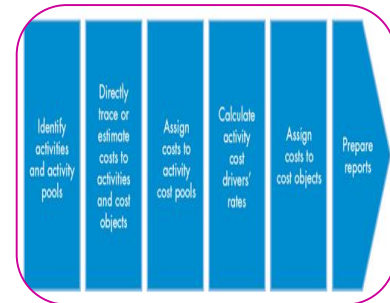 Identify
activities
and activity
pools
Directly
trace or
estimate
costs to
activities
and cost
objects
Assign
costs to
activity
cost pools
Calculate
activity
cost
drivers'
rates
Assign
costs to
cost objects
Prepare
reports